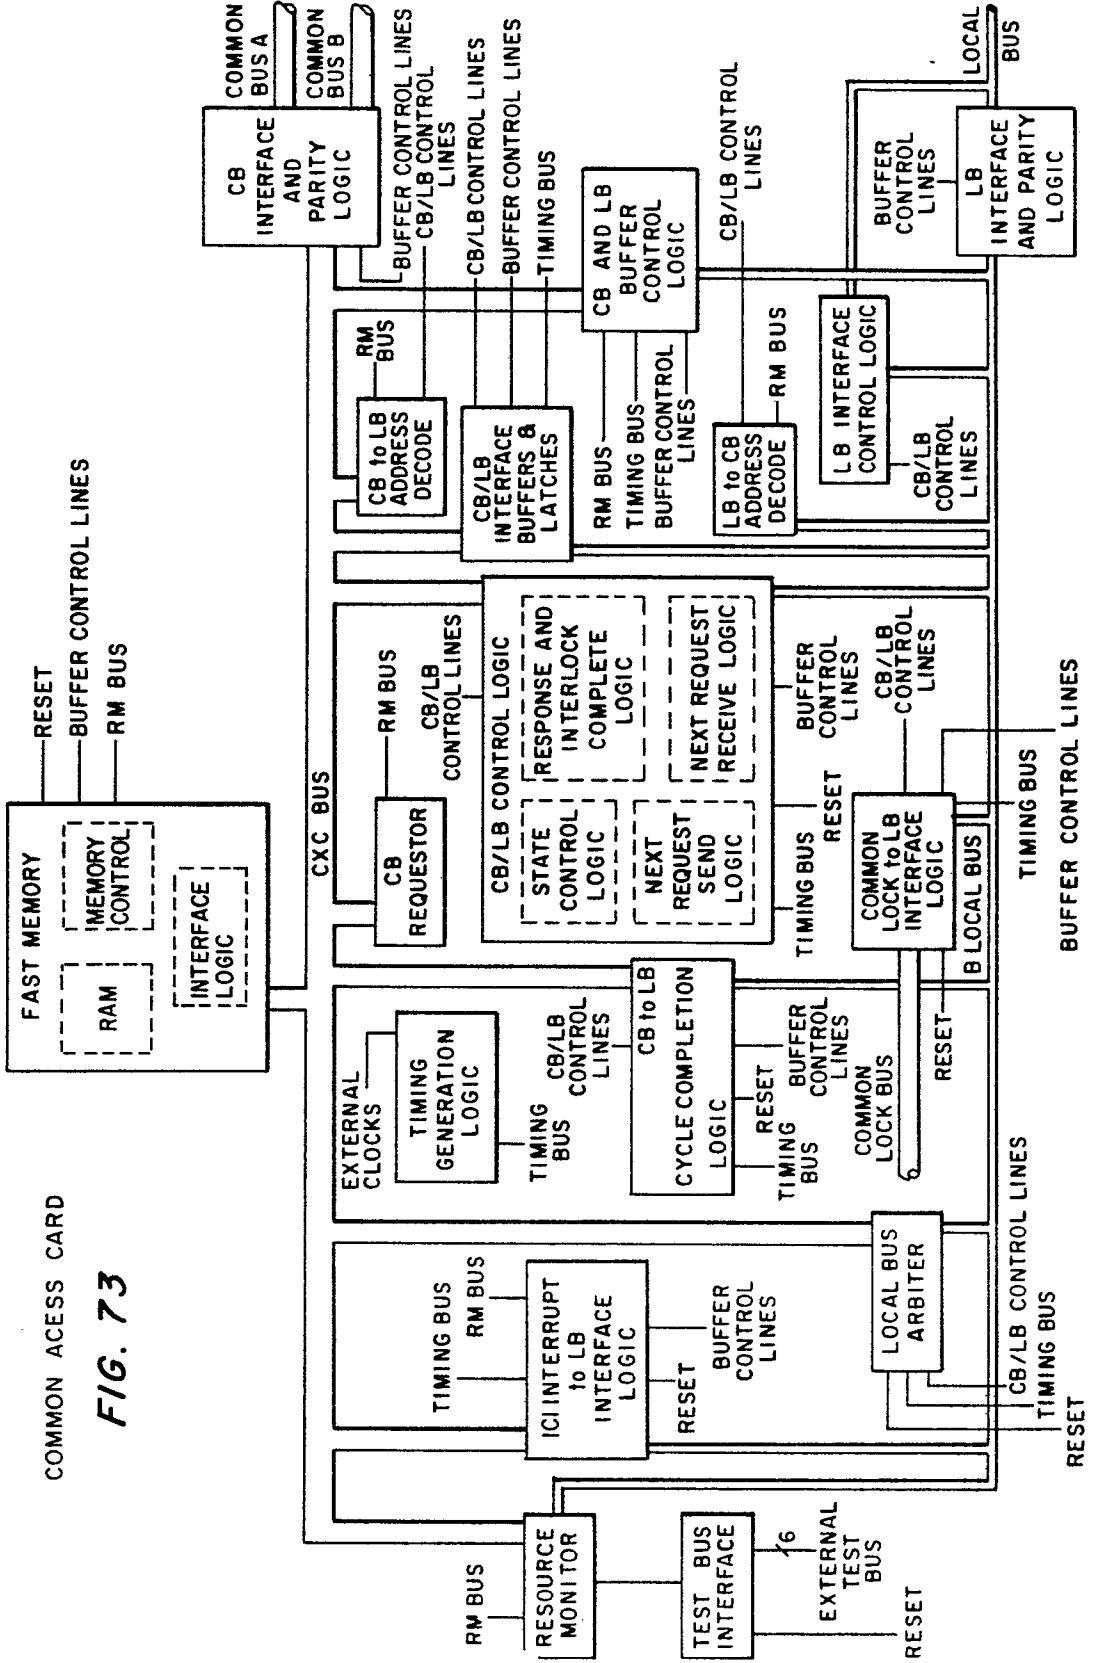 COMMON ACESS CARD
FIG. 73
FAST MEMORY
RAM
MEMORY
CONTROL
INTERFACE
LOGIC
RESET
BUFFER CONTROL LINES
RM BUS
CXC BUS
COMMON
BUS A
COMMON
BUS B
CB
INTERFACE
AND
PARITY
LOGIC
BUFFER CONTROL LINES
CB/LB CONTROL
LINES
RM BUS
RESOURCE
MONITOR
TEST BUS
INTERFACE
6
EXTERNAL
TEST
BUS
RESET
TIMING BUS
RM BUS
ICI INTERRUPT
to LB
INTERFACE
LOGIC
RESET
BUFFER
CONTROL
LINES
LOCAL BUS
ARBITER
CB/LB CONTROL LINES
TIMING BUS
RESET
EXTERNAL
CLOCKS
TIMING
GENERATION
LOGIC
TIMING
BUS
CB/LB
CONTROL
LINES
CB to LB
CYCLE COMPLETION
LOGIC
TIMING
BUS
RESET
BUFFER
CONTROL
LINES
COMMON
LOCK BUS
CB
REQUESTOR
RM BUS
CB/LB
CONTROL LINES
CB/LB CONTROL LOGIC
STATE
CONTROL
LOGIC
RESPONSE AND
INTERLOCK
COMPLETE
LOGIC
NEXT
REQUEST
SEND
LOGIC
NEXT REQUEST
RECEIVE LOGIC
TIMING BUS
RESET
BUFFER
CONTROL
LINES
COMMON
LOCK to LB
INTERFACE
LOGIC
CB/LB
CONTROL
LINES
RESET
B LOCAL BUS
TIMING BUS
BUFFER CONTROL LINES
CB to LB
ADDRESS
DECODE
RM
BUS
CB/LB
INTERFACE
BUFFERS &
LATCHES
CB/LB CONTROL LINES
BUFFER CONTROL LINES
TIMING BUS
CB AND LB
BUFFER
CONTROL
LOGIC
RM BUS
TIMING BUS
BUFFER CONTROL
LINES
LB to CB
ADDRESS
DECODE
CB/LB CONTROL
LINES
RM BUS
LB INTERFACE
CONTROL LOGIC
CB/LB
CONTROL
LINES
BUFFER
CONTROL
LINES
LB
INTERFACE
AND PARITY
LOGIC
LOCAL
BUS